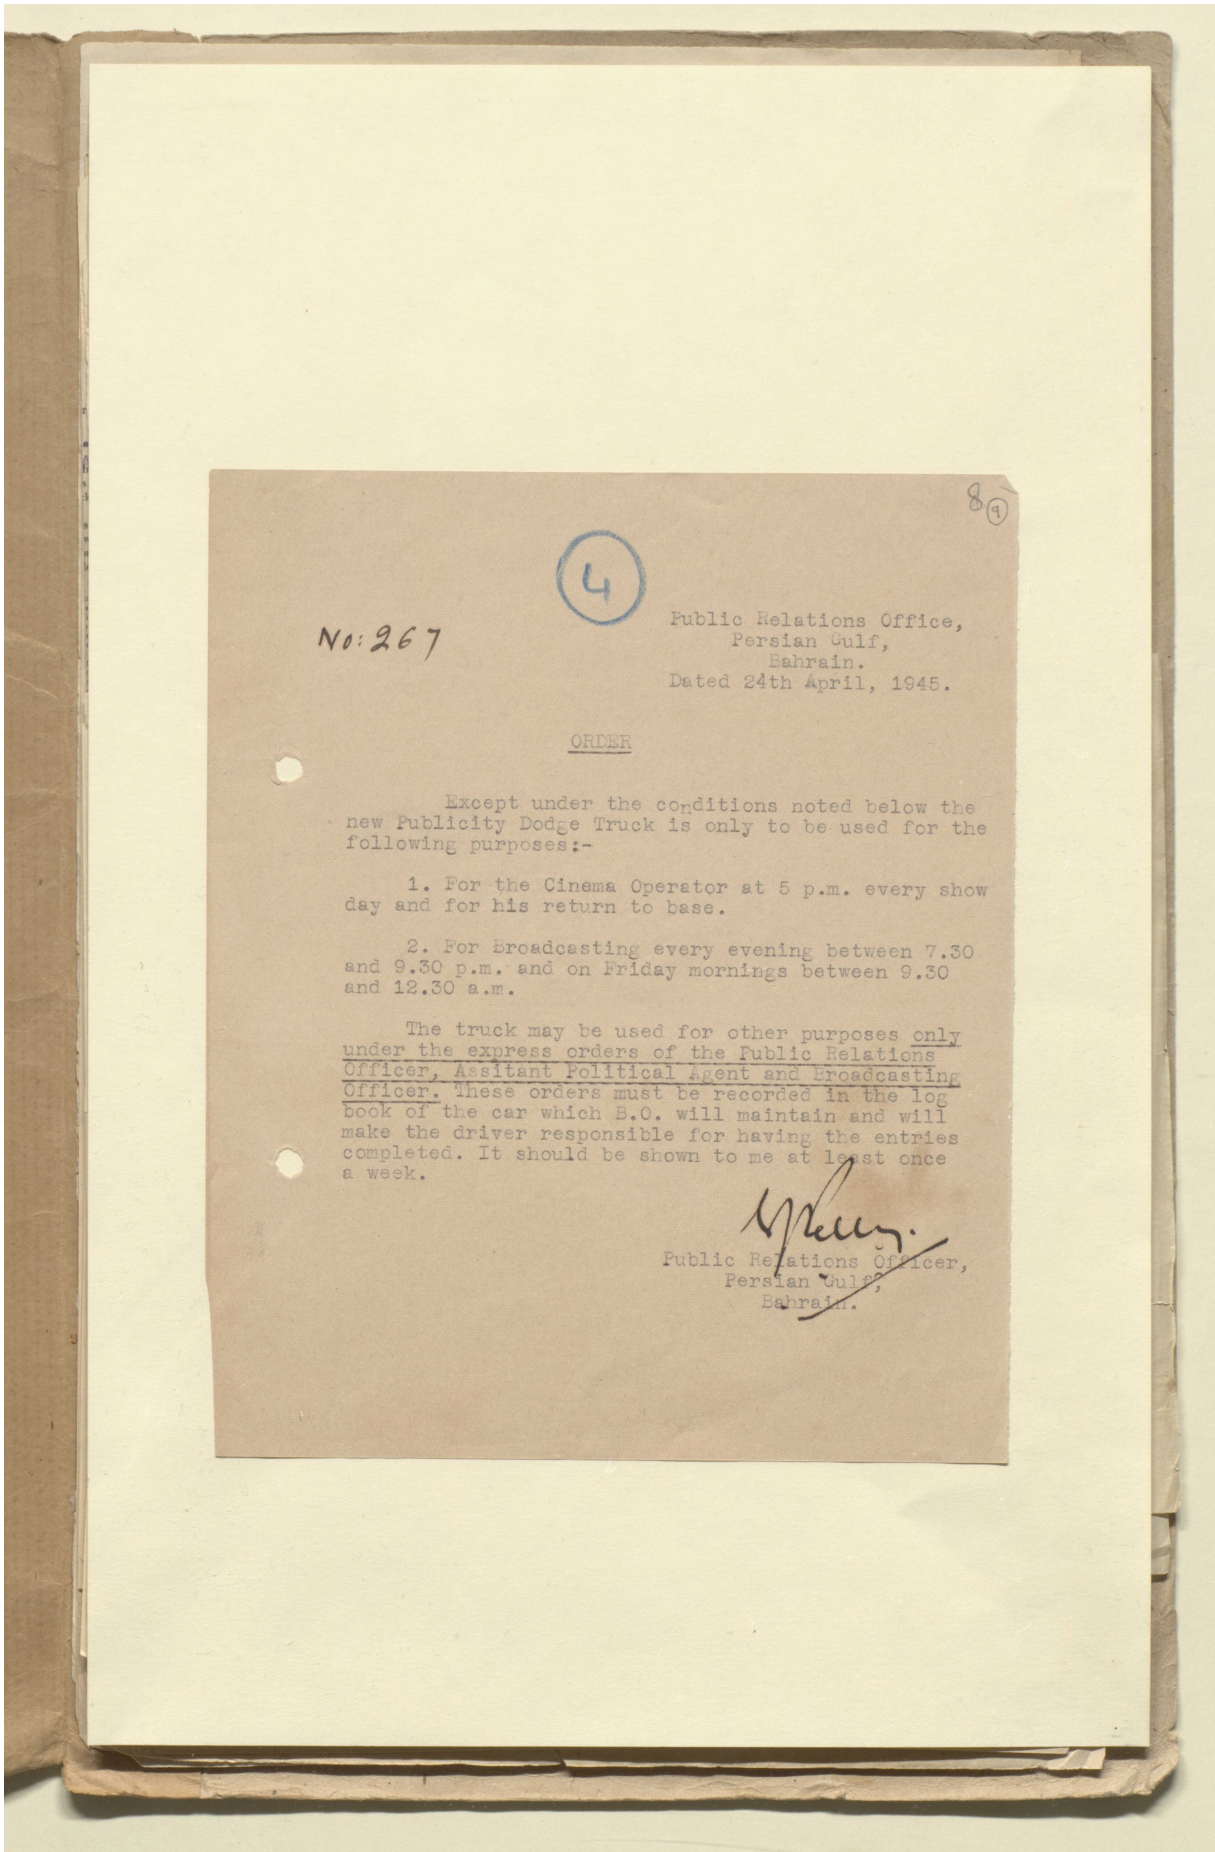 8
9
4
No: 267
Public Relations Office,
Persian Gulf,
Bahrain.
Dated 24th April, 1945.
ORDER
Except under the conditions noted below the
new Publicity Dodge Truck is only to be used for the
following purposes:-
1. For the Cinema Operator at 5 p.m. every show
day and for his return to base.
2. For Broadcasting every evening between 7.30
and 9.30 p.m. and on Friday mornings between 9.30
and 12.30 a.m.
The truck may be used for other purposes only
under the express orders of the Public Relations
Officer, Assitant Political Agent and Broadcasting
Officer. These orders must be recorded in the log
book of the car which B.O. will maintain and will
make the driver responsible for having the entries
completed. It should be shown to me at least once
a week.
Public Relations Officer,
Persian Gulf,
Bahrain.